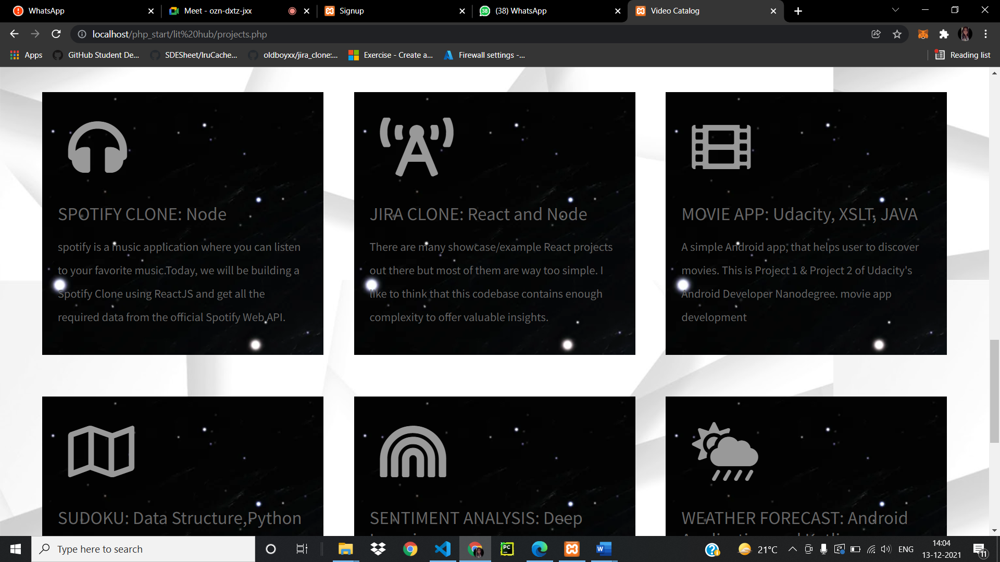 WhatsApp
Meet - ozn-dxtz-jxx
Signup
38
(38) WhatsApp
Video Catalog
localhost/php_start/lit%20hub/projects.php
Apps
GitHub Student De...
SDESheet/lruCache...
oldboyxx/jira_clone:...
Exercise - Create a...
Firewall settings -...
Reading list
SPOTIFY CLONE: Node
spotify is a music application where you can listen
to your favorite music.Today, we will be building a
Spotify Clone using ReactJS and get all the
required data from the official Spotify Web API.
JIRA CLONE: React and Node
There are many showcase/example React projects
out there but most of them are way too simple. I
like to think that this codebase contains enough
complexity to offer valuable insights.
MOVIE APP: Udacity, XSLT, JAVA
A simple Android app, that helps user to discover
movies. This is Project 1 & Project 2 of Udacity's
Android Developer Nanodegree. movie app
development
SUDOKU: Data Structure,Python
SENTIMENT ANALYSIS: Deep
WEATHER FORECAST: Android
Type here to search
PC
21°C
ENG
14:04
13-12-2021
11